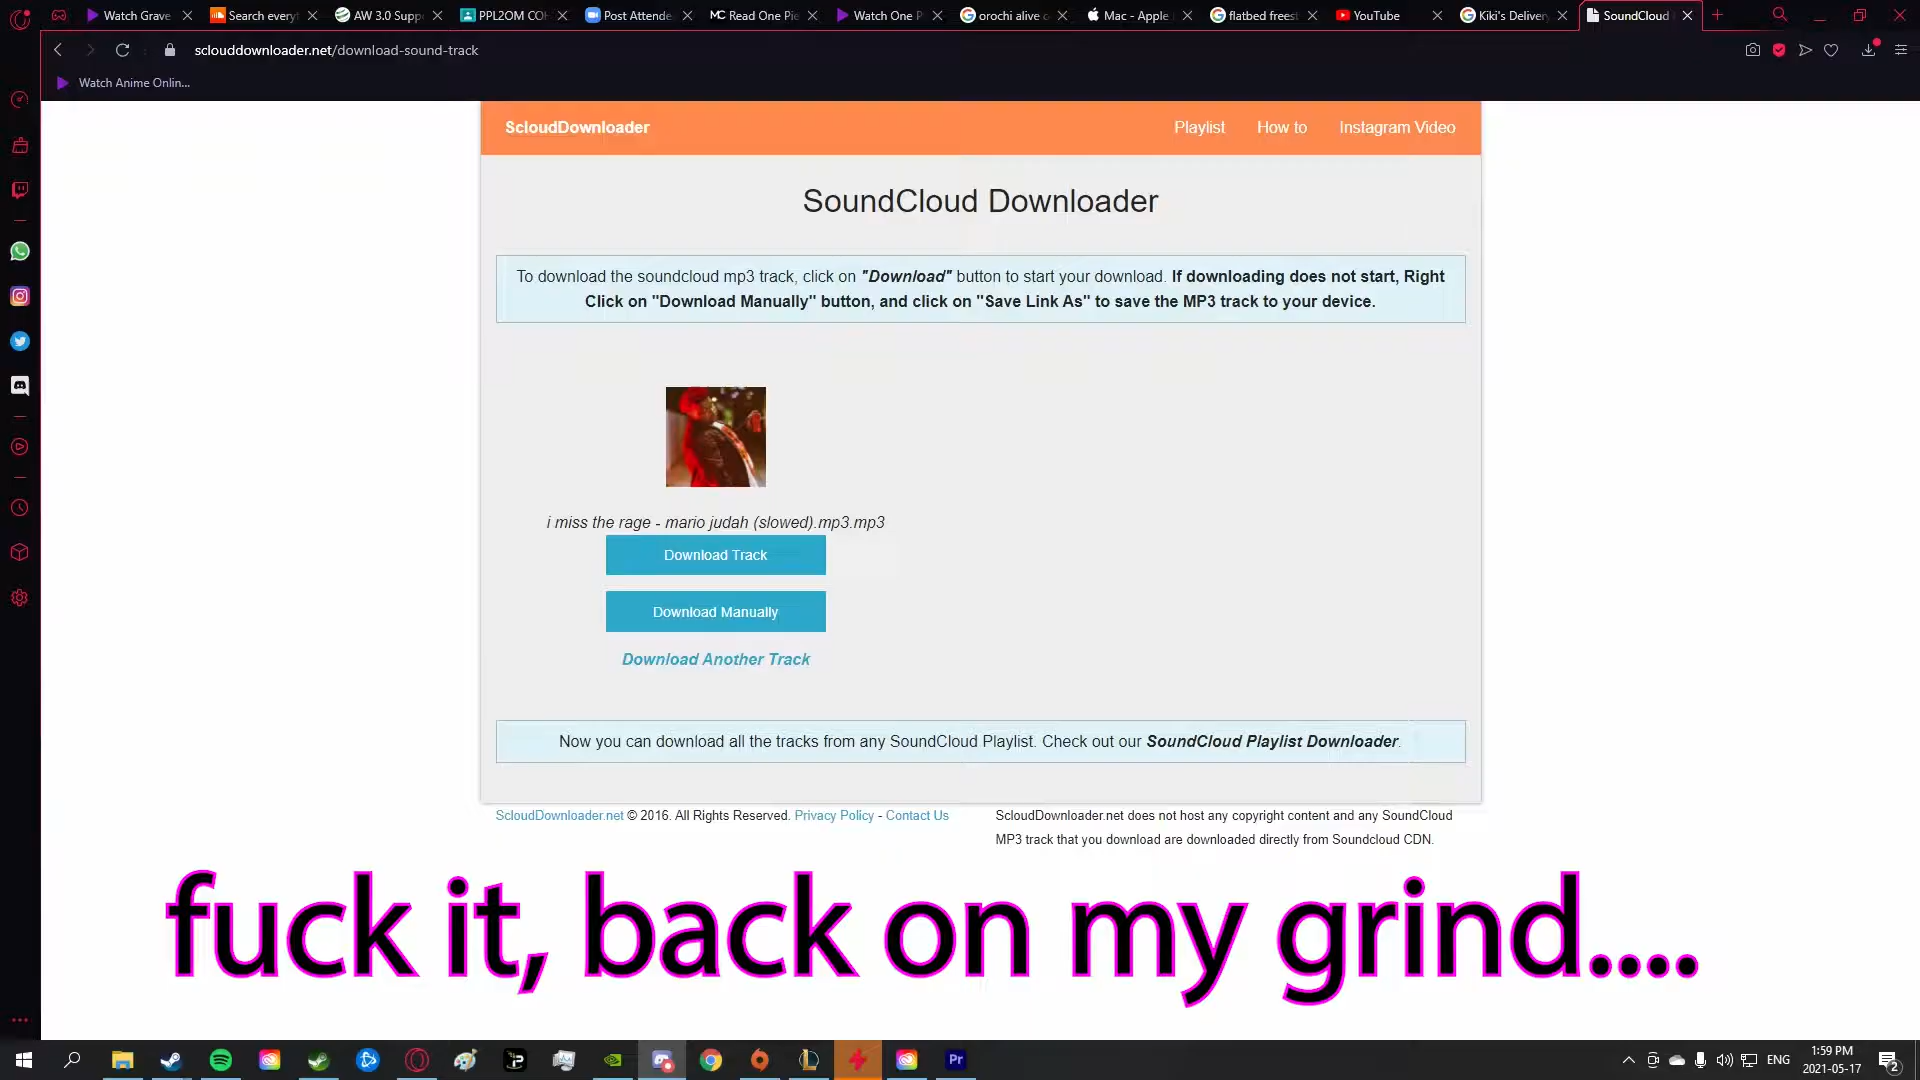 Watch Grave
Search every
AW 3.0 Supp
PPL2OM CO
Post Attende
MC Read One Pie
Watch One P
orochi alive
Mac - Apple
flatbed freest
YouTube
Kiki's Delivery
SoundCloud
sclouddownloader.net/download-sound-track
Watch Anime Onlin...
ScloudDownloader
Playlist
How to
Instagram Video
SoundCloud Downloader
To download the soundcloud mp3 track, click on "Download" button to start your download. If downloading does not start, Right
Click on "Download Manually" button, and click on "Save Link As" to save the MP3 track to your device.
i miss the rage - mario judah (slowed).mp3.mp3
Download Track
Download Manually
Download Another Track
Now you can download all the tracks from any SoundCloud Playlist. Check out our SoundCloud Playlist Downloader.
ScloudDownloader.net © 2016. All Rights Reserved. Privacy Policy - Contact Us
ScloudDownloader.net does not host any copyright content and any SoundCloud
MP3 track that you download are downloaded directly from Soundcloud CDN.
fuck it, back on my grind....
Pr
ENG
1:59 PM
2021-05-17
2